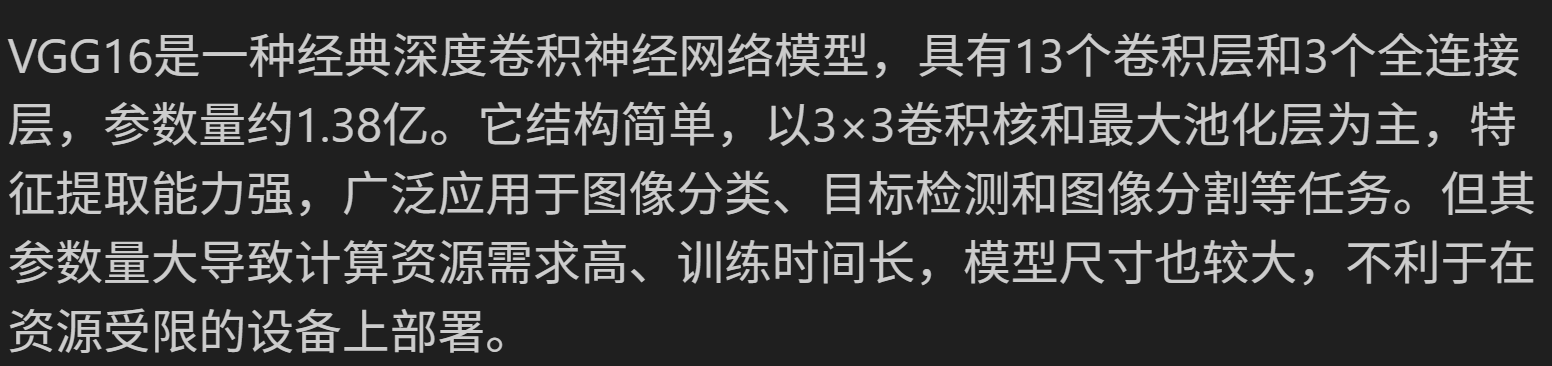 VGG16是一种经典深度卷积神经网络模型，具有13个卷积层和3个全连接
层，参数量约1.38亿。它结构简单，以3×3卷积核和最大池化层为主，特
征提取能力强，广泛应用于图像分类、目标检测和图像分割等任务。但其
参数量大导致计算资源需求高、训练时间长，模型尺寸也较大，不利于在
资源受限的设备上部署。